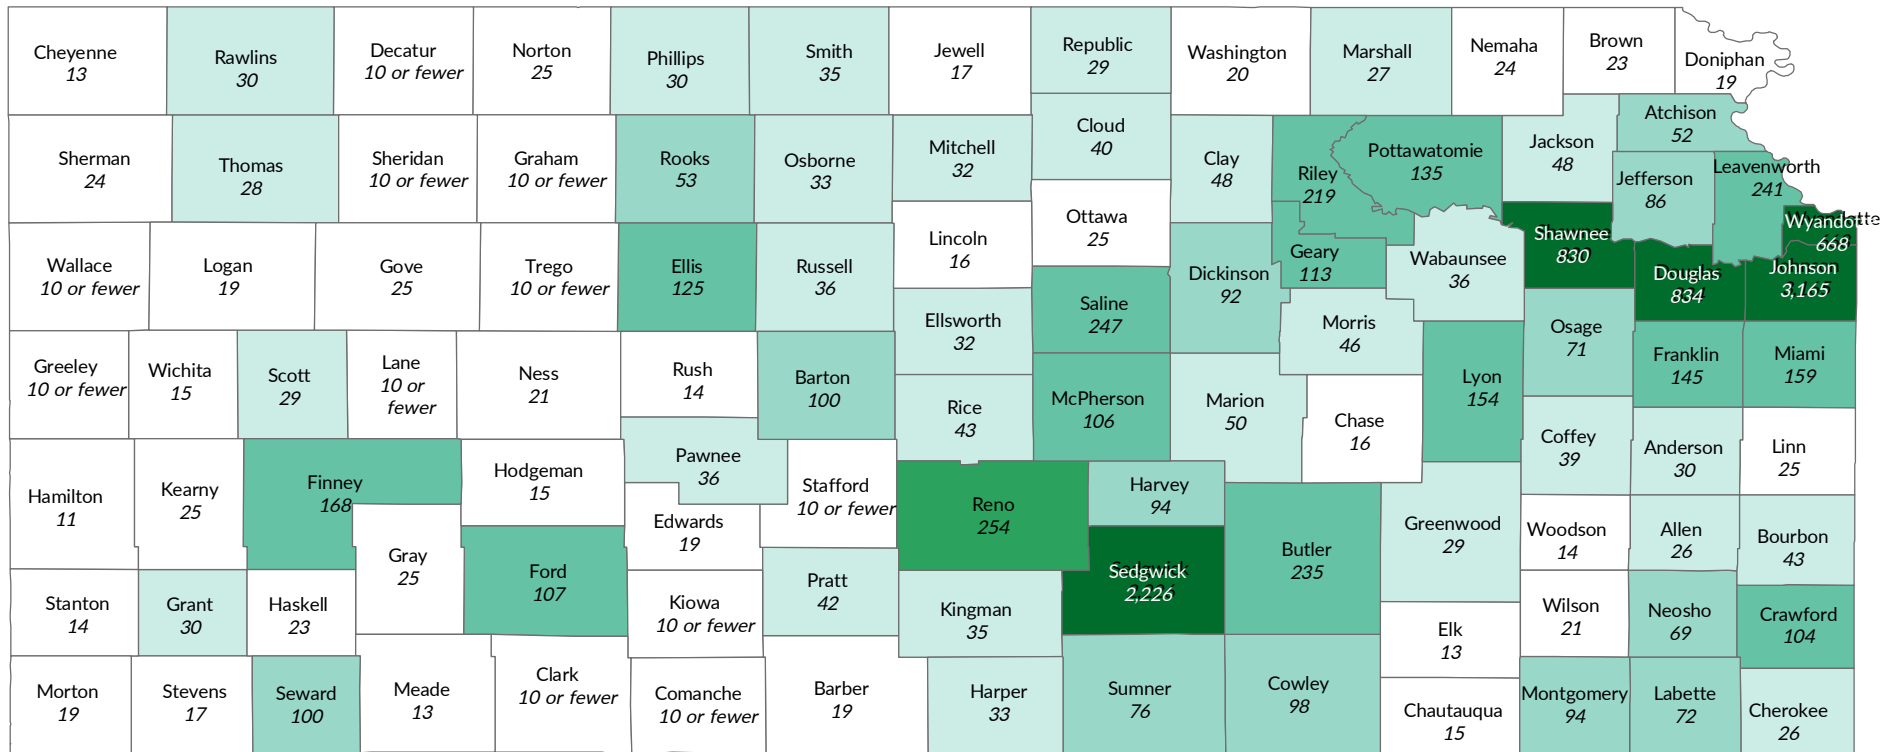 Cheyenne
13
Rawlins
30
Decatur
10 or fewer
Norton
25
Phillips
30
Smith
35
Jewell
17
Republic
29
Washington
20
Marshall
27
Nemaha
24
Brown
23
Doniphan
19
Sherman
24
Thomas
28
Sheridan
10 or fewer
Graham
10 or fewer
Rooks
53
Osborne
33
Mitchell
32
Cloud
40
Clay
48
Riley
219
Pottawatomie
135
Jackson
48
Atchison
52
Jefferson
86
Leavenworth
241
Wyandotte
668
Wallace
10 or fewer
Logan
19
Gove
25
Trego
10 or fewer
Ellis
125
Russell
36
Lincoln
16
Ottawa
25
Saline
247
Dickinson
92
Geary
113
Wabaunsee
36
Shawnee
830
Douglas
834
Johnson
3,165
Greeley
10 or fewer
Wichita
15
Scott
29
Lane
10 or
fewer
Ness
21
Rush
14
Barton
100
Ellsworth
32
Rice
43
McPherson
106
Marion
50
Morris
46
Chase
16
Lyon
154
Osage
71
Franklin
145
Miami
159
Coffey
39
Anderson
30
Linn
25
Hamilton
11
Kearny
25
Finney
168
Hodgeman
15
Pawnee
36
Stafford
10 or fewer
Edwards
19
Gray
25
Ford
107
Reno
254
Harvey
94
Sedgwick
2,226
Butler
235
Greenwood
29
Woodson
14
Allen
26
Bourbon
43
Stanton
14
Grant
30
Haskell
23
Kiowa
10 or fewer
Pratt
42
Kingman
35
Elk
13
Wilson
21
Neosho
69
Crawford
104
Morton
19
Stevens
17
Seward
100
Meade
13
Clark
10 or fewer
Comanche
10 or fewer
Barber
19
Harper
33
Sumner
76
Cowley
98
Chautauqua
15
Montgomery
94
Labette
72
Cherokee
26